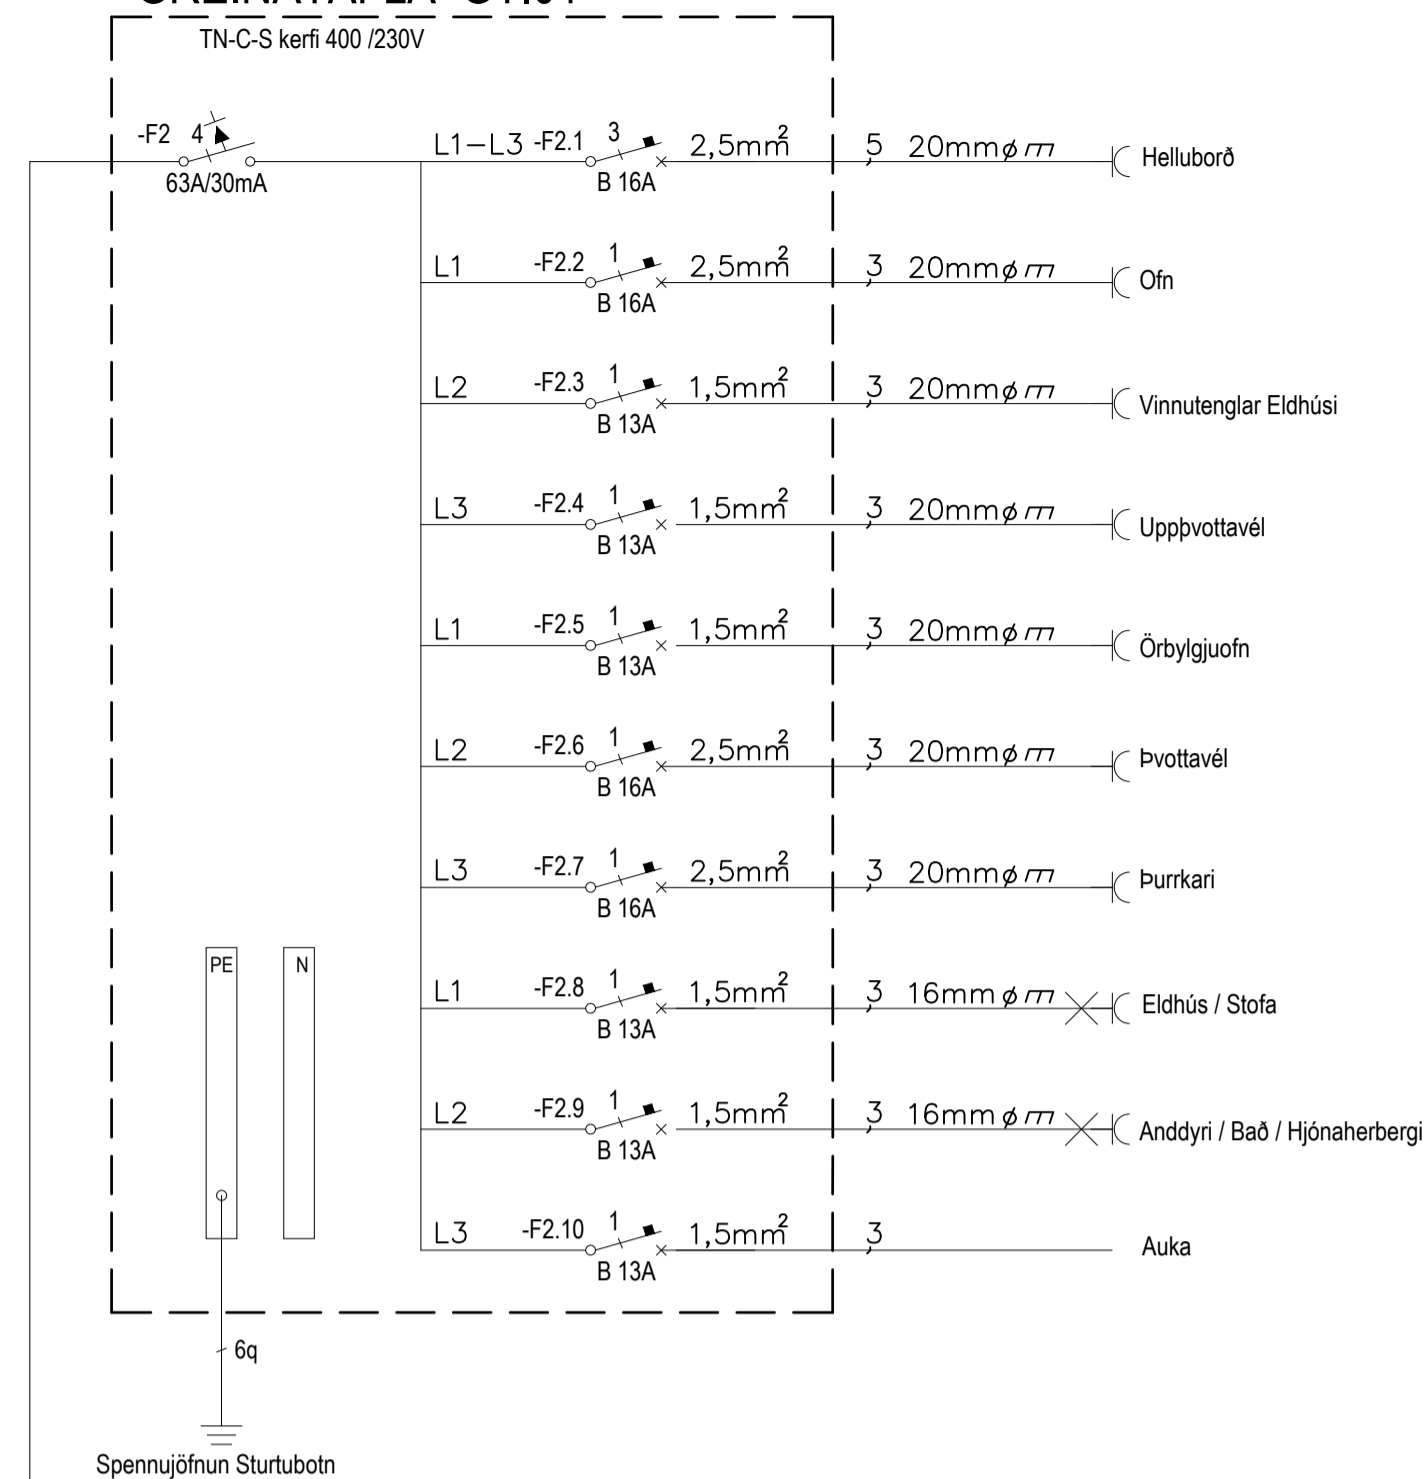 TN-C-S kerfi 400 /230V
-F2 4
63A/30mA
L1-L3 -F2.1 3 2,5mm² 5 20mmø Helluborð
B 16A
L1 -F2.2 1 2,5mm² 3 20mmø Ofn
B 16A
L2 -F2.3 1 1,5mm² 3 20mmø Vinnutenglar Eldhúsi
B 13A
L3 -F2.4 1 1,5mm² 3 20mmø Uppþvottavél
B 13A
L1 -F2.5 1 1,5mm² 3 20mmø Örbylgjuofn
B 13A
L2 -F2.6 1 2,5mm² 3 20mmø Þvottavél
B 16A
L3 -F2.7 1 2,5mm² 3 20mmø Þurrkari
B 16A
PE N
L1 -F2.8 1 1,5mm² 3 16mmø Eldhús / Stofa
B 13A
L2 -F2.9 1 1,5mm² 3 16mmø Anddyri / Bað / Hjónaherbergi
B 13A
L3 -F2.10 1 1,5mm² 3 Auka
B 13A
6q
Spennujöfnun Sturtubotn